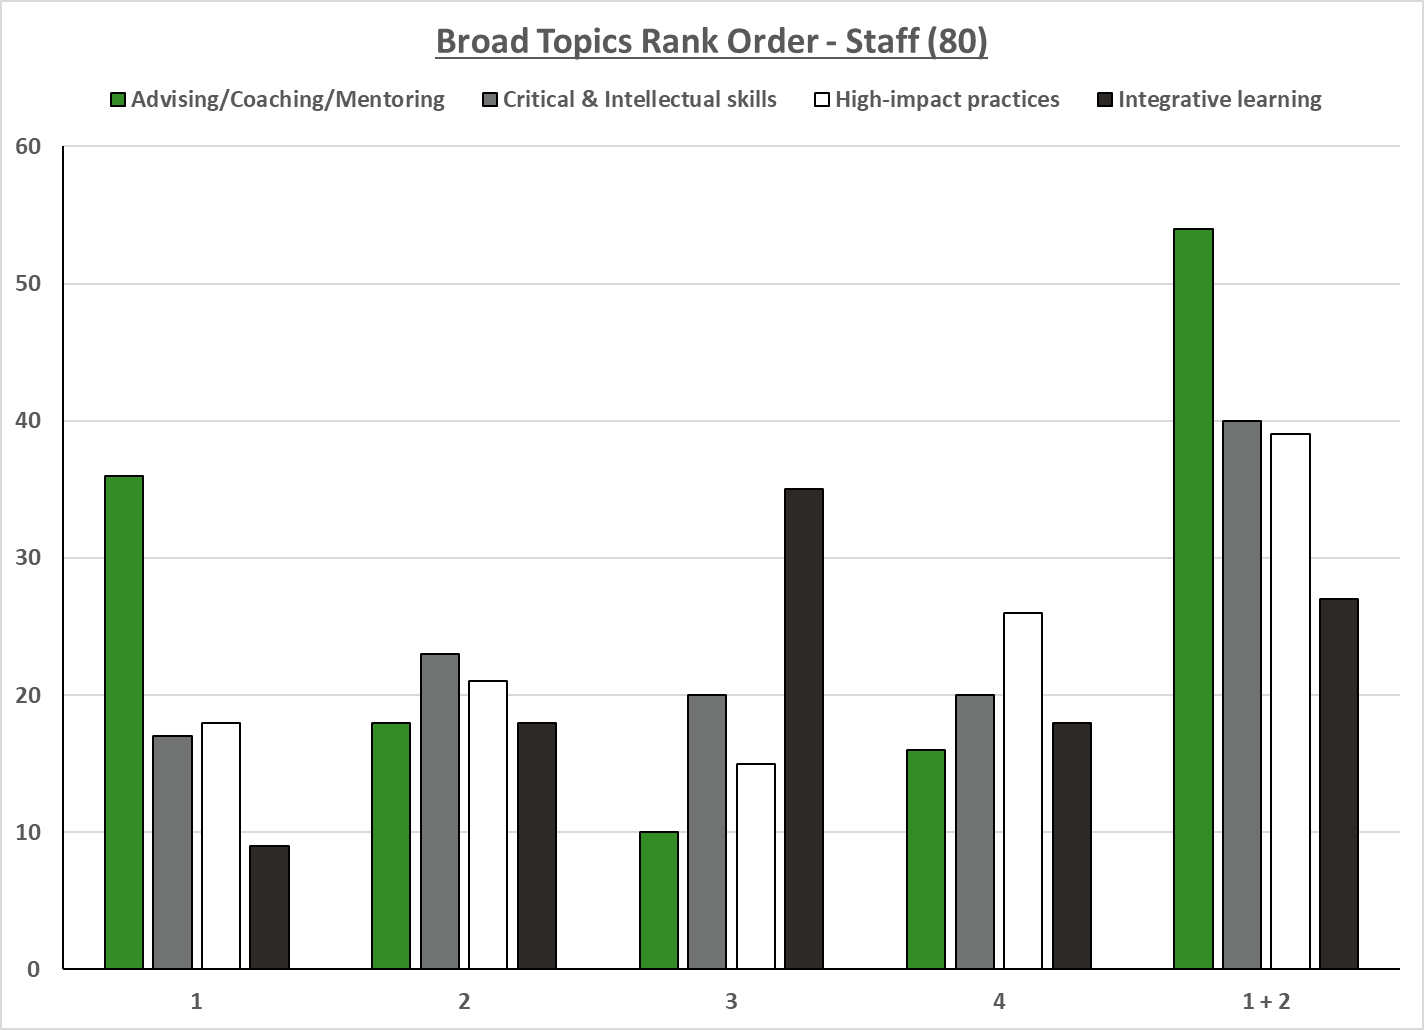 Broad Topics Rank Order - Staff (80)
Advising/Coaching/Mentoring Critical & Intellectual skills High-impact practices Integrative learning
60
50
40
30
20
10
0
1 2 3 4 1 + 2